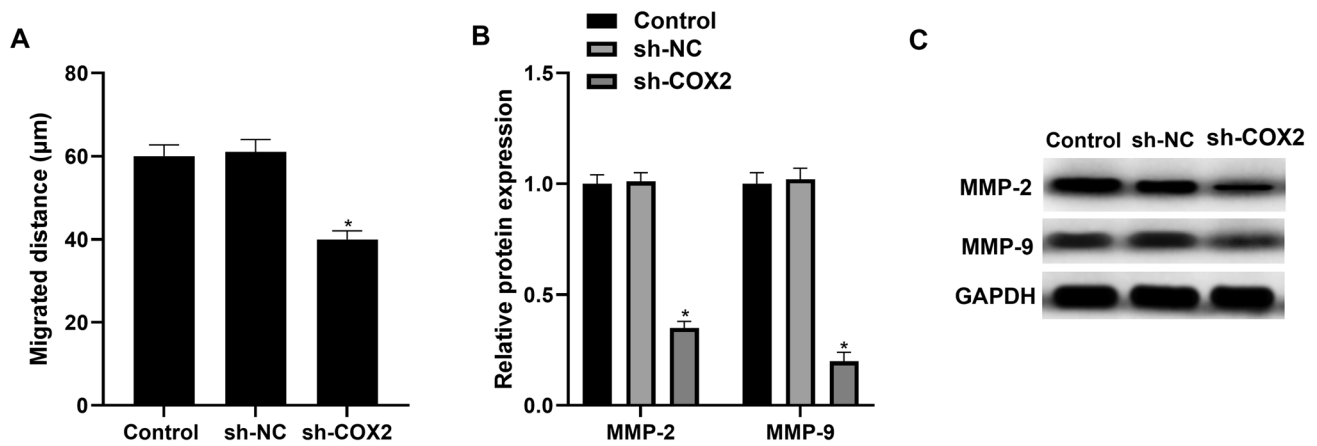 A
Migrated distance (μm)
80
60
40
20
0
*
Control
sh-NC
sh-COX2
B
Control
sh-NC
sh-COX2
Relative protein expression
1.5
1.0
0.5
0.0
*
*
MMP-2
MMP-9
C
Control sh-NC sh-COX2
MMP-2
MMP-9
GAPDH